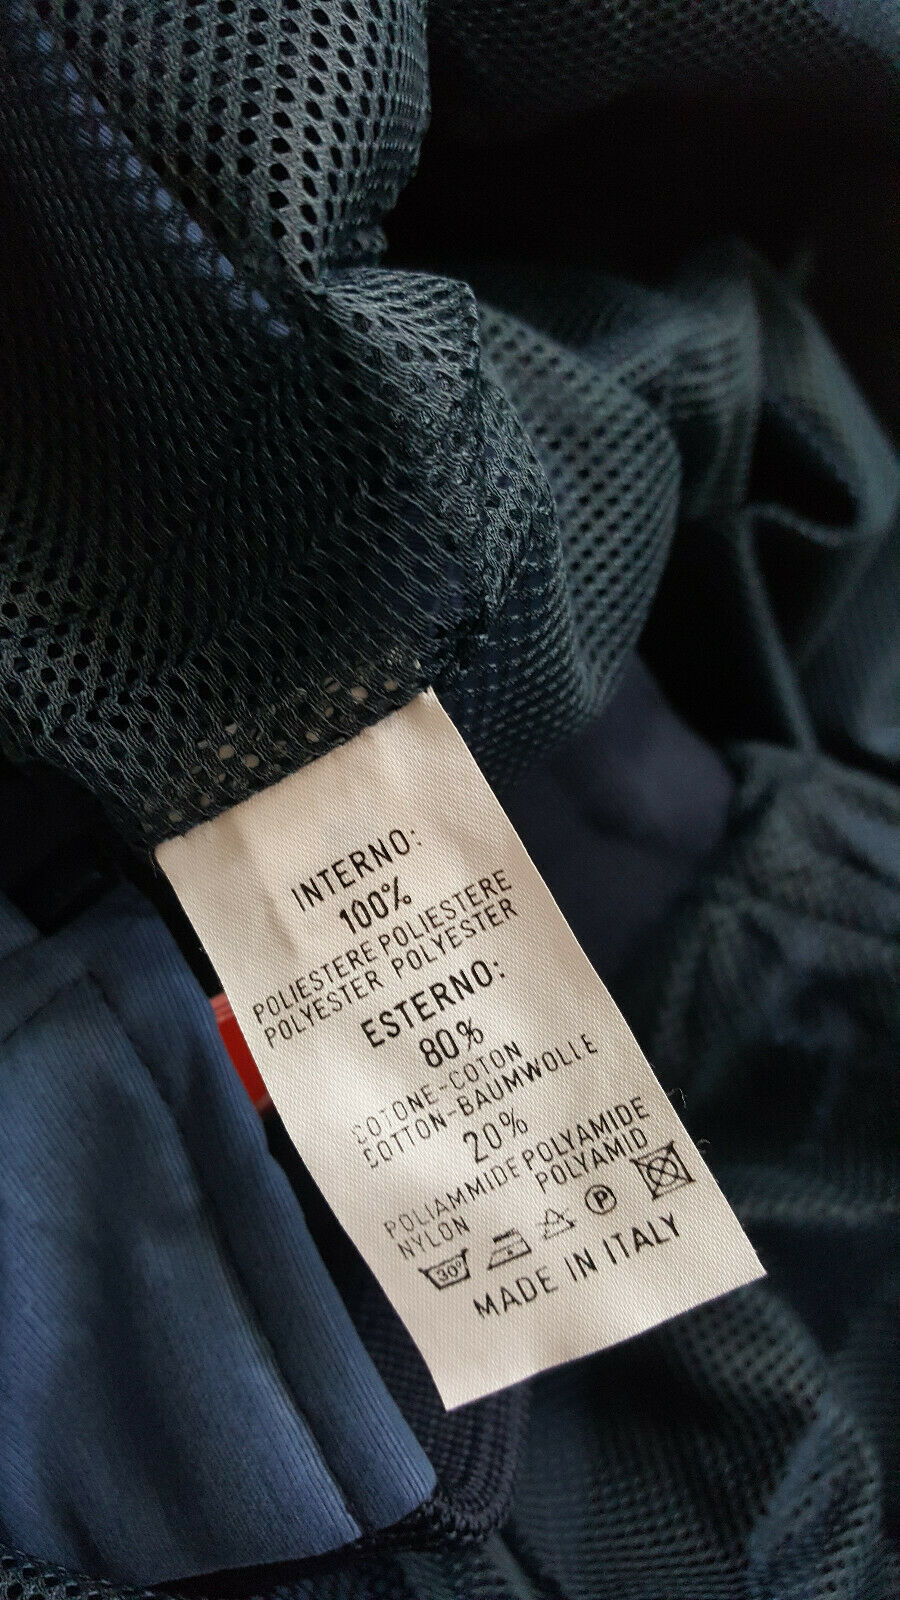 INTERNO:
100%
POLIESTERE POLIESTERE
POLYESTER POLYESTER
ESTERNO:
80%
COTONE-COTON
COTTON-BAUMWOLLE
20%
POLIAMMIDE POLYAMIDE
NYLON POLYAMID
30° P
MADE IN ITALY